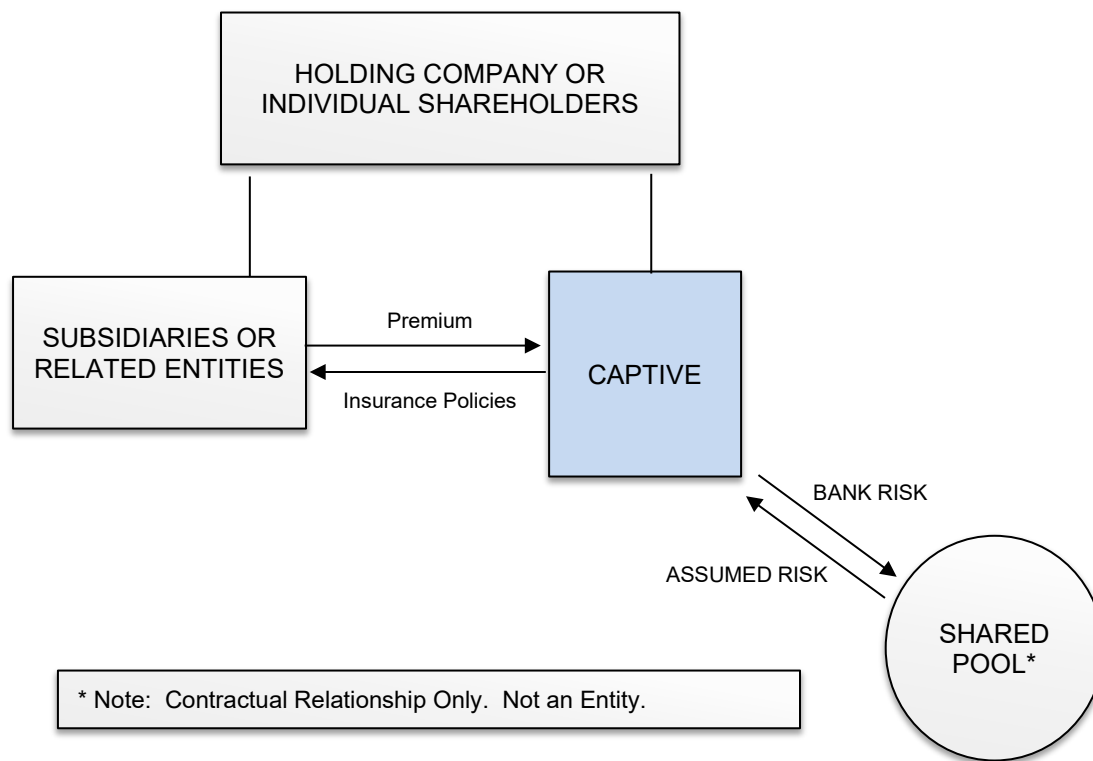 HOLDING COMPANY OR
INDIVIDUAL SHAREHOLDERS
SUBSIDIARIES OR
RELATED ENTITIES
Premium
Insurance Policies
CAPTIVE
BANK RISK
ASSUMED RISK
SHARED
POOL*
* Note:  Contractual Relationship Only.  Not an Entity.